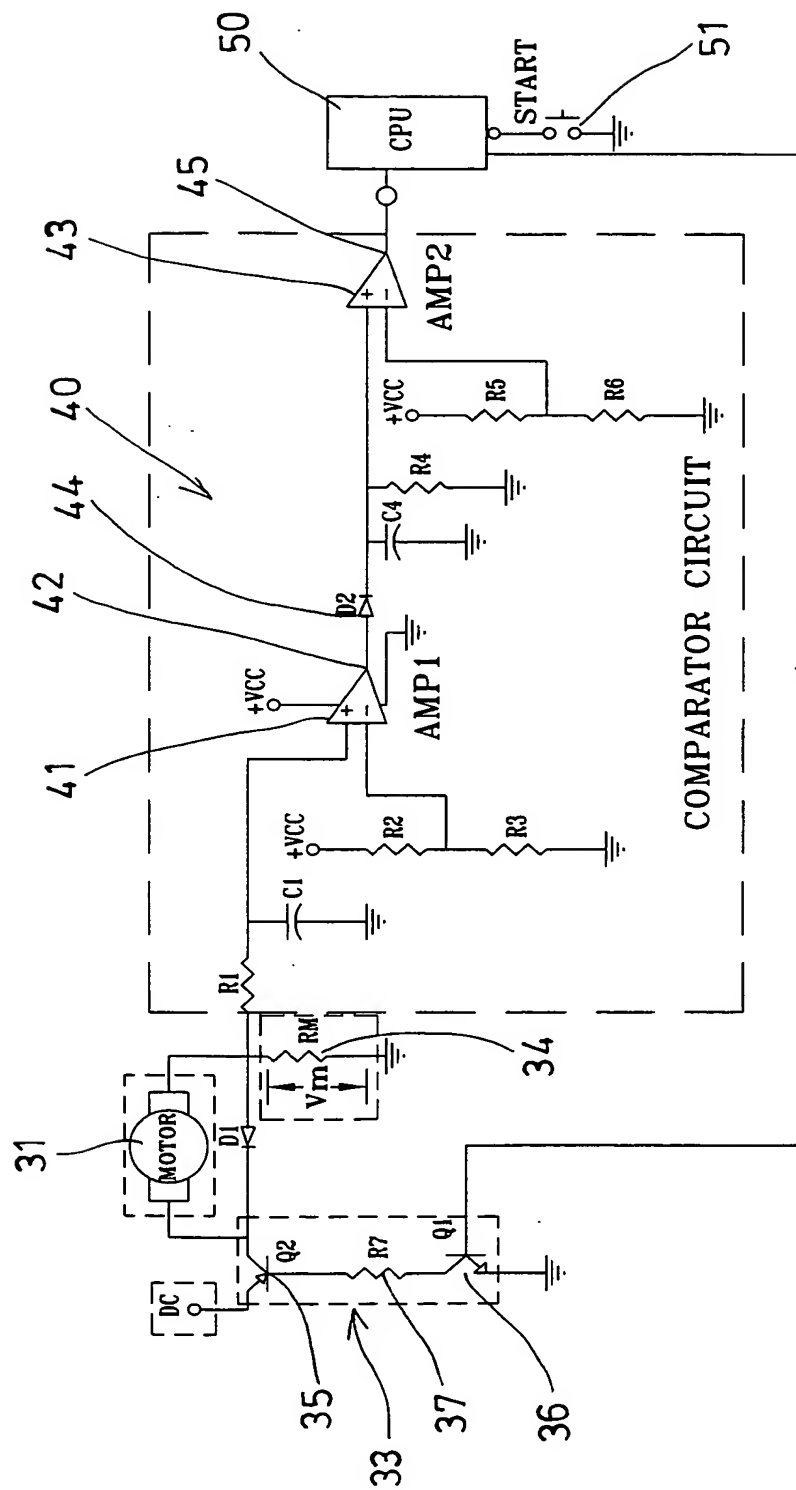 31
MOTOR
DC
35
33
37
36
Q2
R7
Q1
D1
RM
Vm
34
R1
C1
+VCC
R2
R3
41
42
44
40
+VCC
+
-
AMP1
D2
C4
R4
43
45
+VCC
R5
R6
+
-
AMP2
COMPARATOR CIRCUIT
50
CPU
START
51